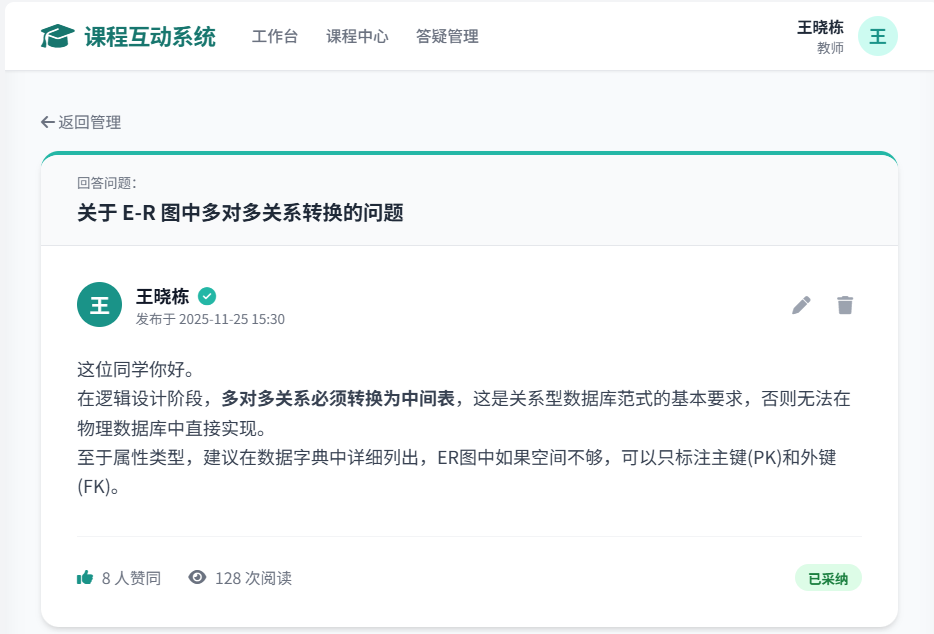 课程互动系统 工作台 课程中心 答疑管理 王晓栋 王
教师
返回管理
回答问题:
关于 E-R 图中多对多关系转换的问题
王 王晓栋
发布于 2025-11-25 15:30
这位同学你好。
在逻辑设计阶段，多对多关系必须转换为中间表，这是关系型数据库范式的基本要求，否则无法在
物理数据库中直接实现。
至于属性类型，建议在数据字典中详细列出，ER图中如果空间不够，可以只标注主键(PK)和外键
(FK)。
8 人赞同 128 次阅读 已采纳